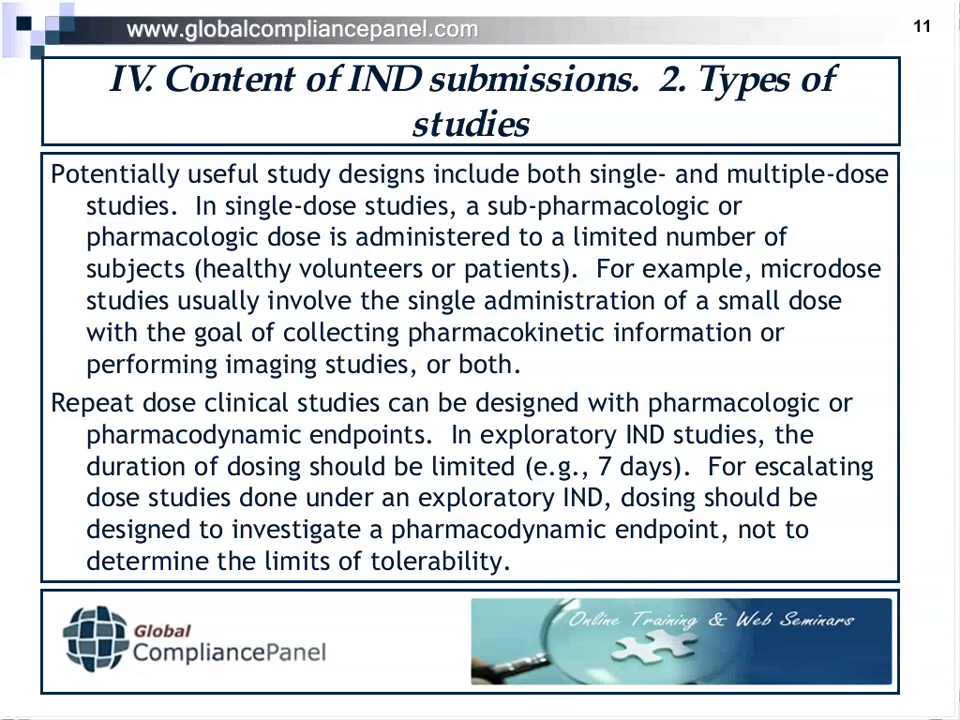 www.globalcompliancepanel.com
11
IV. Content of IND submissions.  2. Types of
studies
Potentially useful study designs include both single- and multiple-dose
studies.  In single-dose studies, a sub-pharmacologic or
pharmacologic dose is administered to a limited number of
subjects (healthy volunteers or patients).  For example, microdose
studies usually involve the single administration of a small dose
with the goal of collecting pharmacokinetic information or
performing imaging studies, or both.
Repeat dose clinical studies can be designed with pharmacologic or
pharmacodynamic endpoints.  In exploratory IND studies, the
duration of dosing should be limited (e.g., 7 days).  For escalating
dose studies done under an exploratory IND, dosing should be
designed to investigate a pharmacodynamic endpoint, not to
determine the limits of tolerability.
Global
CompliancePanel
Online Training & Web Seminars